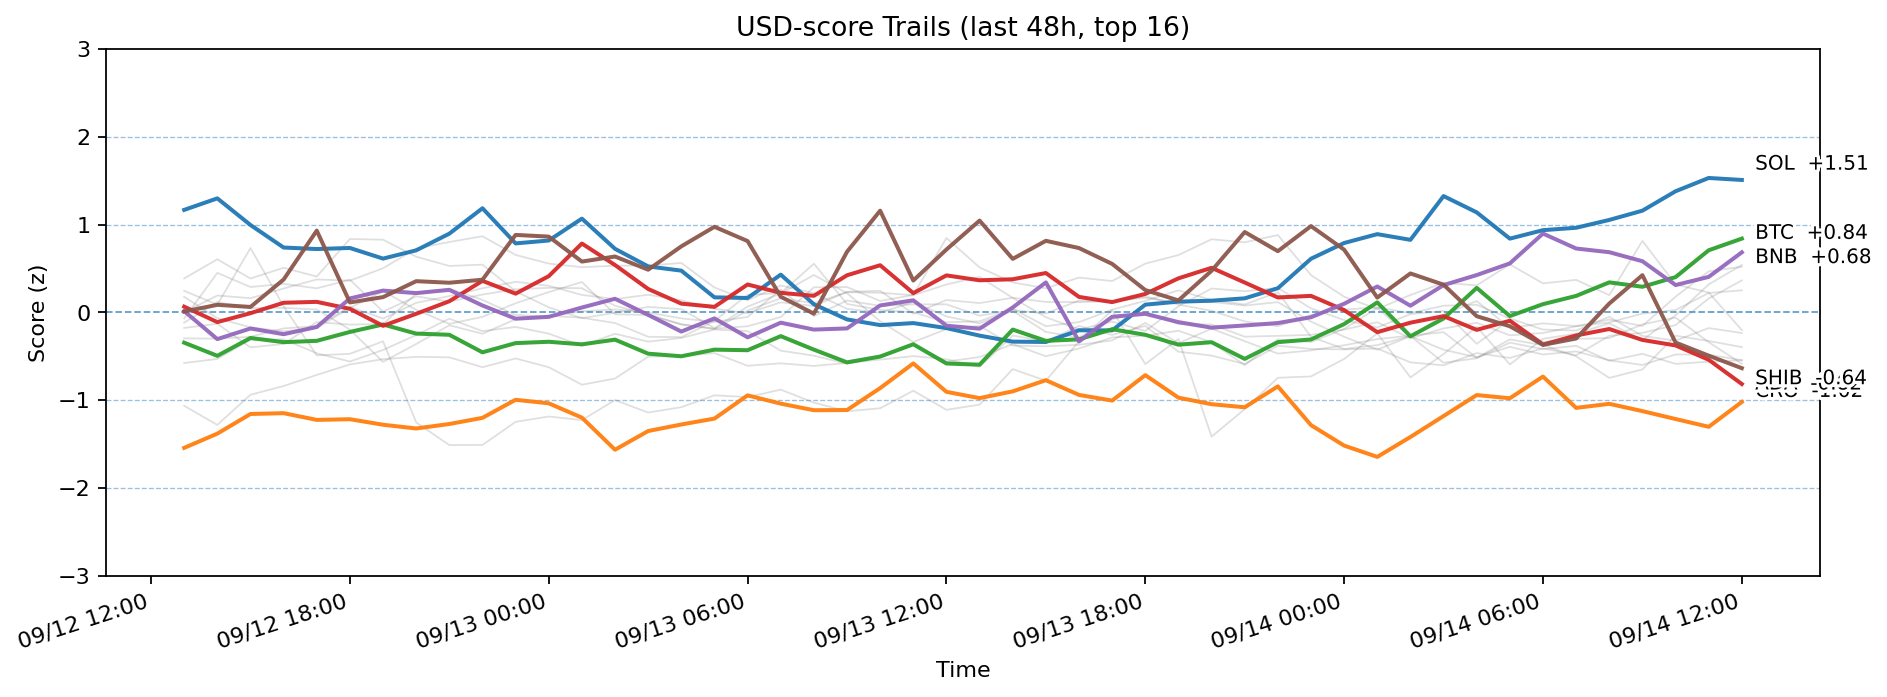 USD-score Trails (last 48h, top 16)
Score (z)
3
2
1
0
−1
−2
−3
SOL +1.51
BTC +0.84
BNB +0.68
SHIB -0.64
-1.02
09/12 12:00
09/12 18:00
09/13 00:00
09/13 06:00
09/13 12:00
09/13 18:00
09/14 00:00
09/14 06:00
09/14 12:00
Time